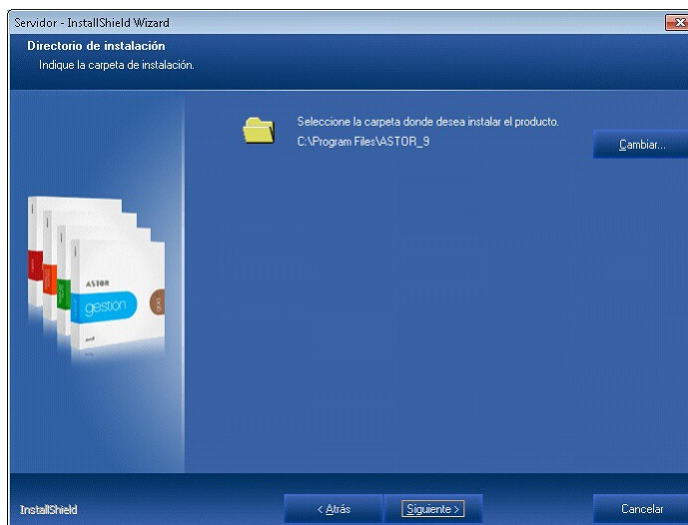 Servidor - InstallShield Wizard
Directorio de instalación
Indique la carpeta de instalación.
Seleccione la carpeta donde desea instalar el producto.
C:\Program Files\ASTOR_9
Cambiar...
ASTOR
gestión
InstallShield
< Atrás
Siguiente >
Cancelar